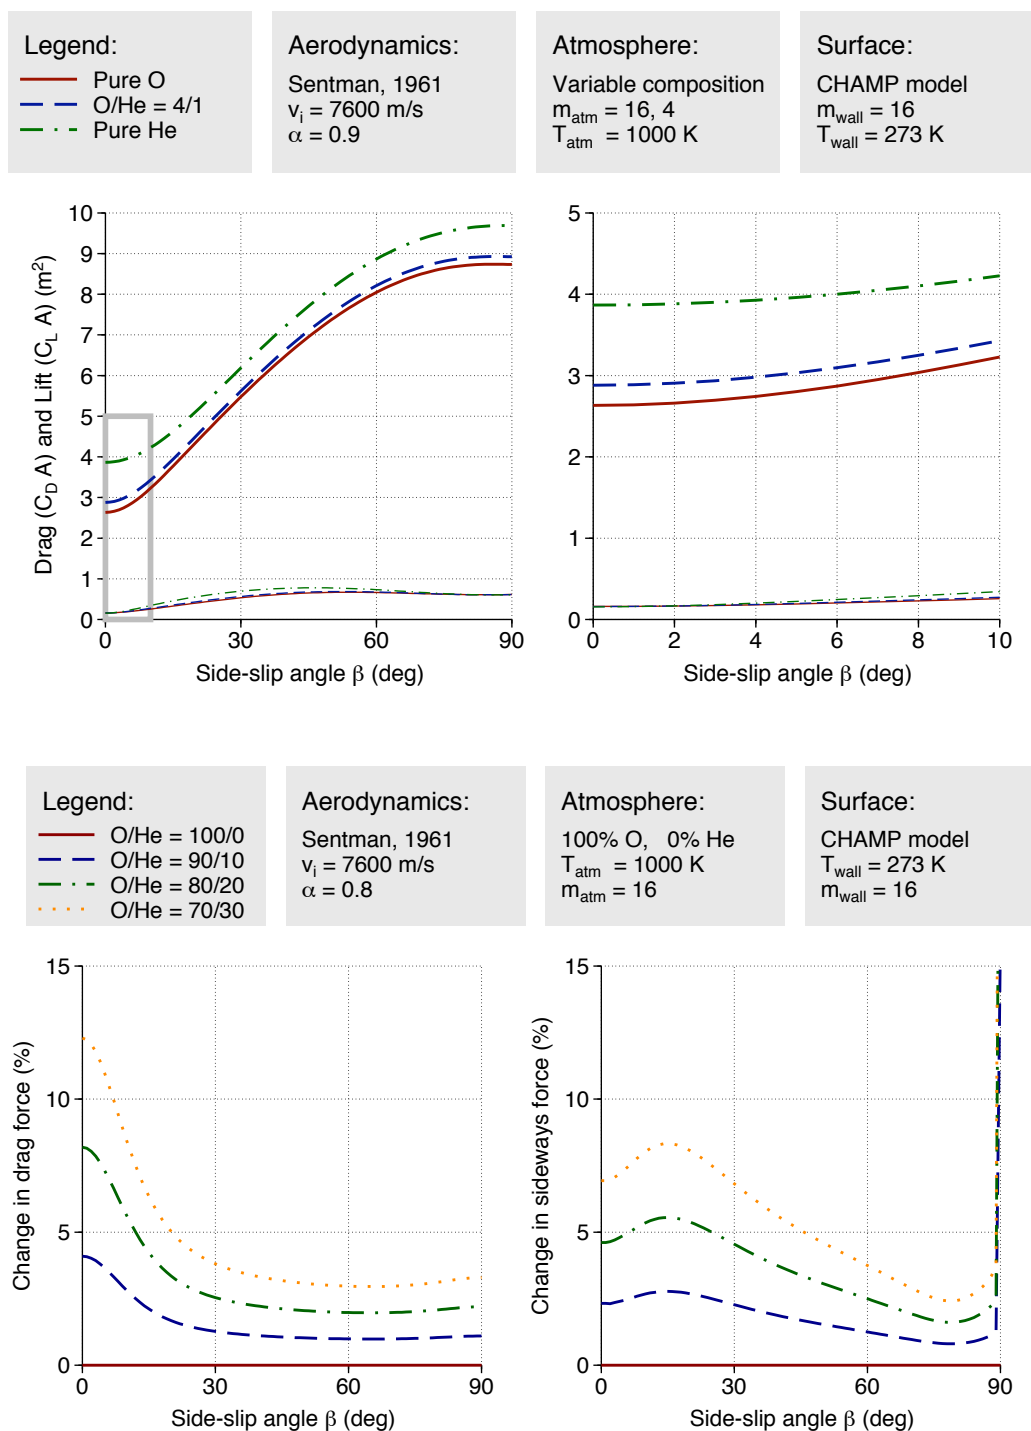 Legend:
Pure O
O/He = 4/1
Pure He
Aerodynamics:
Sentman, 1961
vᵢ = 7600 m/s
α = 0.9
Atmosphere:
Variable composition
m_atm = 16, 4
T_atm = 1000 K
Surface:
CHAMP model
m_wall = 16
T_wall = 273 K
Drag (C_D A) and Lift (C_L A) (m²)
10
9
8
7
6
5
4
3
2
1
0
0 30 60 90
Side-slip angle β (deg)
5
4
3
2
1
0
0 2 4 6 8 10
Side-slip angle β (deg)
Legend:
O/He = 100/0
O/He = 90/10
O/He = 80/20
O/He = 70/30
Aerodynamics:
Sentman, 1961
vᵢ = 7600 m/s
α = 0.8
Atmosphere:
100% O, 0% He
T_atm = 1000 K
m_atm = 16
Surface:
CHAMP model
T_wall = 273 K
m_wall = 16
Change in drag force (%)
15
10
5
0
0 30 60 90
Side-slip angle β (deg)
Change in sideways force (%)
15
10
5
0
0 30 60 90
Side-slip angle β (deg)